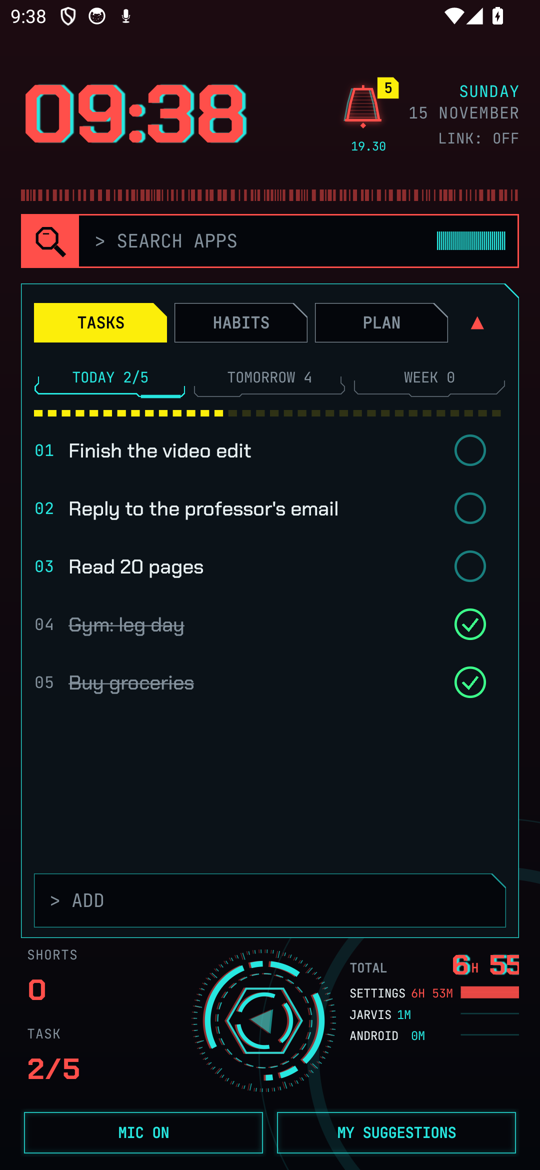 9:38
09:38
5
19.30
SUNDAY
15 NOVEMBER
LINK: OFF
> SEARCH APPS
TASKS
HABITS
PLAN
TODAY 2/5
TOMORROW 4
WEEK 0
01 Finish the video edit
02 Reply to the professor's email
03 Read 20 pages
04 Gym: leg day
05 Buy groceries
> ADD
SHORTS
0
TASK
2/5
TOTAL 6H 55
SETTINGS 6H 53M
JARVIS 1M
ANDROID 0M
MIC ON
MY SUGGESTIONS